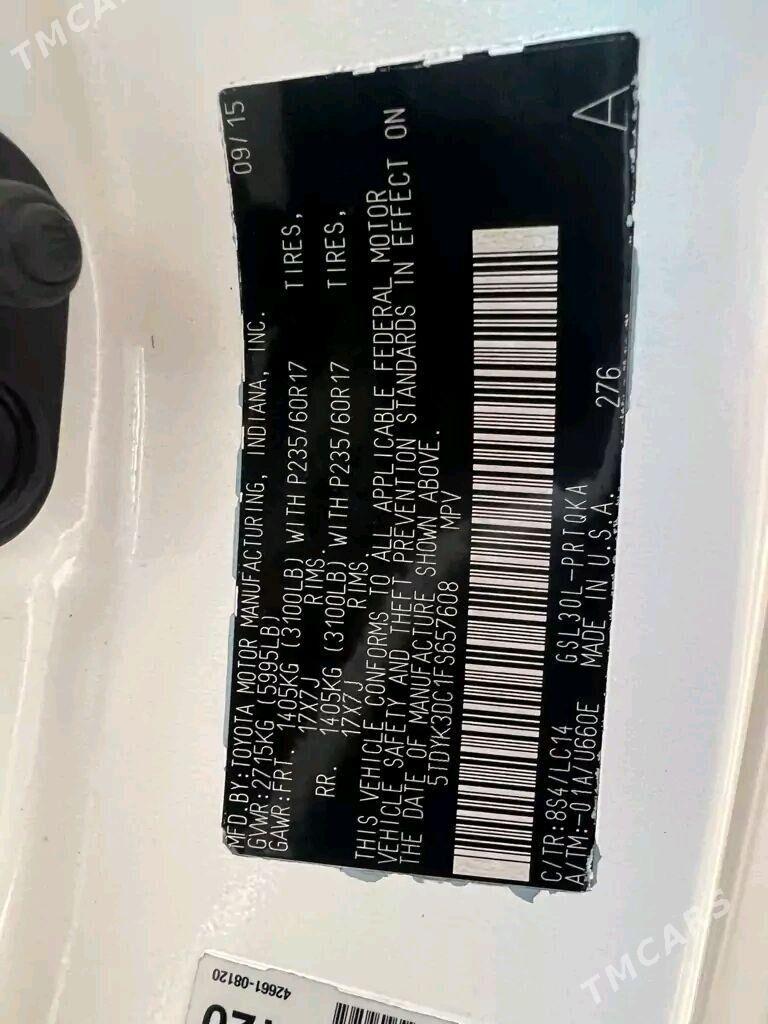 MFD.BY:TOYOTA MOTOR MANUFACTURING, INDIANA, INC. 09/15
GVWR:2715KG (5995LB)
GAWR:FRT. 1405KG (3100LB) WITH P235/60R17 TIRES,
17X7J RIMS.
RR. 1405KG (3100LB) WITH P235/60R17 TIRES,
17X7J RIMS.
THIS VEHICLE CONFORMS TO ALL APPLICABLE FEDERAL MOTOR
VEHICLE SAFETY AND THEFT PREVENTION STANDARDS IN EFFECT ON
THE DATE OF MANUFACTURE SHOWN ABOVE.
5TDYK3DC1FS657608 MPV
C/TR:8S4/LC14 GSL30L-PRTQKA 276
A/TM:-01A/U660E MADE IN U.S.A. A
42661-08120
120
TMCARS
TMCARS